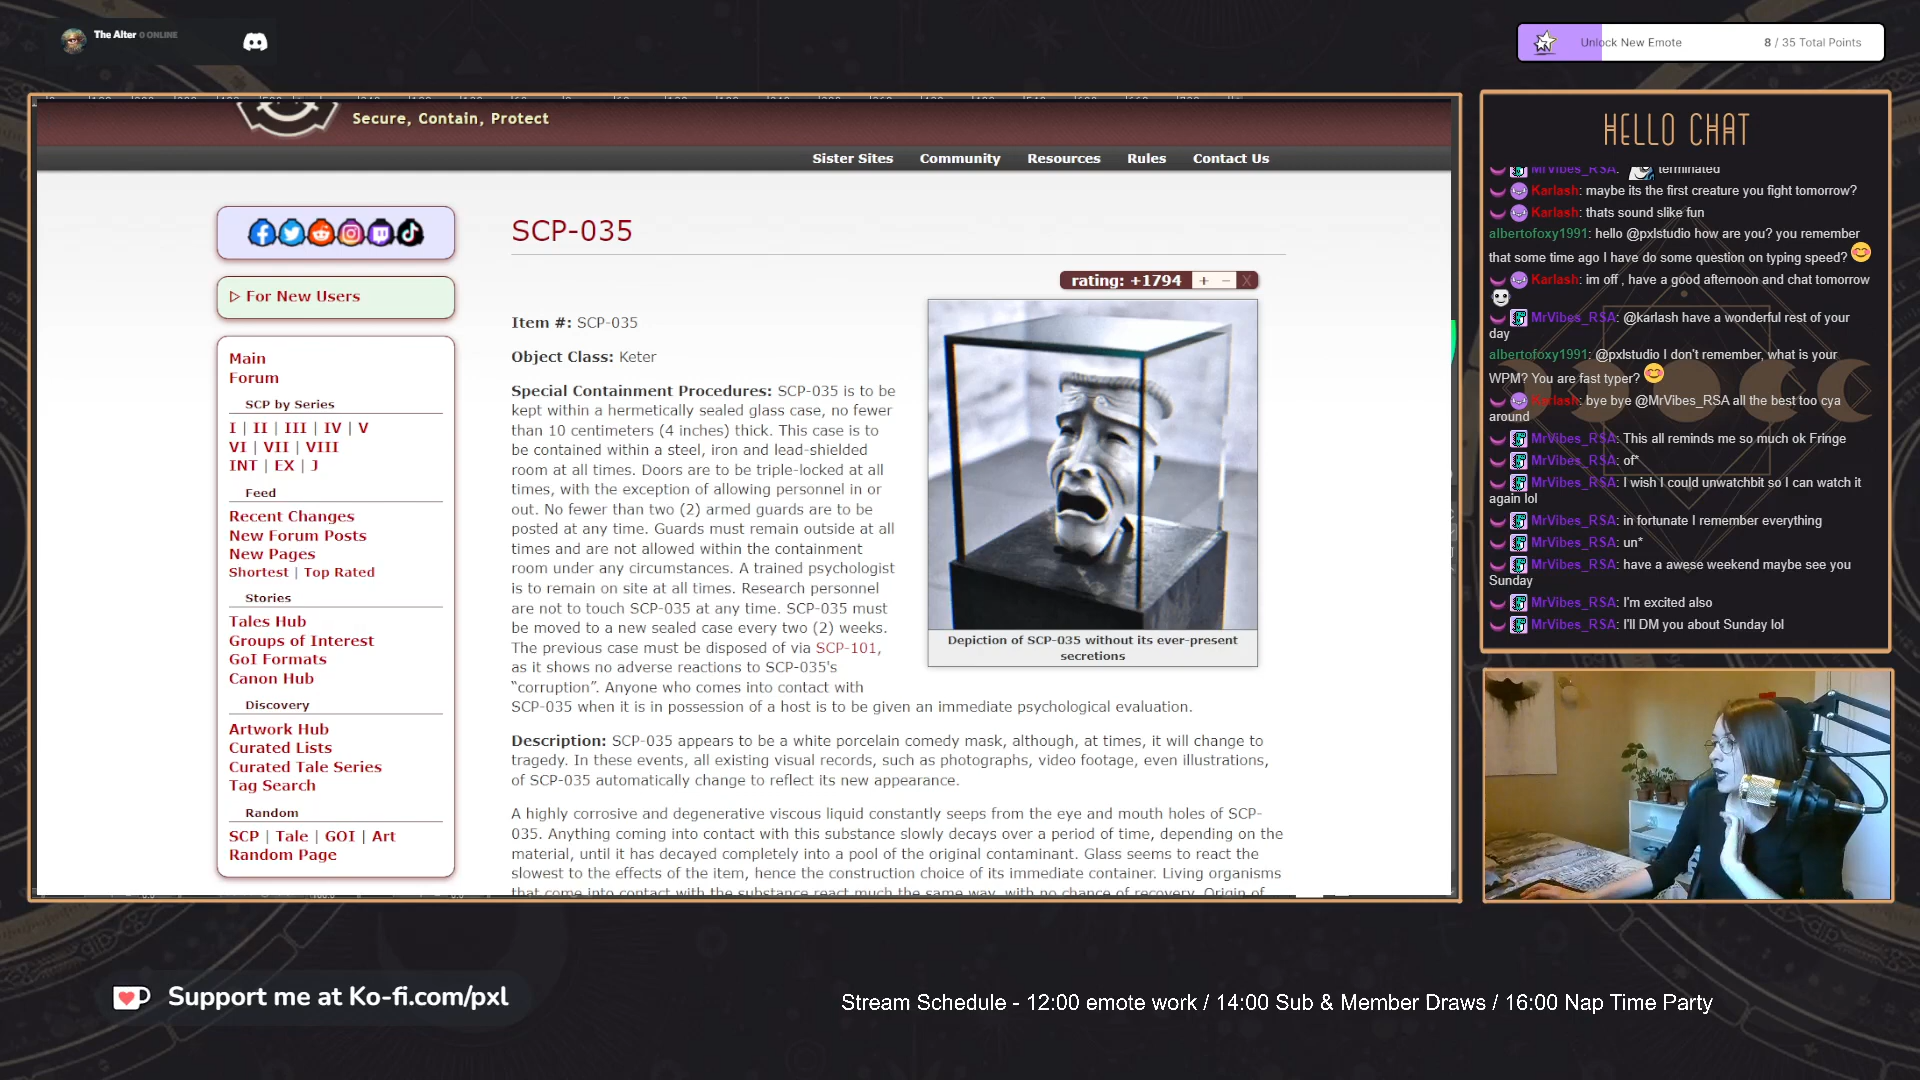 The Alter 0 ONLINE
Unlock New Emote
8 / 35 Total Points
Secure, Contain, Protect
Sister Sites
Community
Resources
Rules
Contact Us
▷ For New Users
Main
Forum
SCP by Series
I | II | III | IV | V
VI | VII | VIII
INT | EX | J
Feed
Recent Changes
New Forum Posts
New Pages
Shortest | Top Rated
Stories
Tales Hub
Groups of Interest
GoI Formats
Canon Hub
Discovery
Artwork Hub
Curated Lists
Curated Tale Series
Tag Search
Random
SCP | Tale | GOI | Art
Random Page
SCP-035
rating: +1794 + – X
Item #: SCP-035
Object Class: Keter
Special Containment Procedures: SCP-035 is to be
kept within a hermetically sealed glass case, no fewer
than 10 centimeters (4 inches) thick. This case is to
be contained within a steel, iron and lead-shielded
room at all times. Doors are to be triple-locked at all
times, with the exception of allowing personnel in or
out. No fewer than two (2) armed guards are to be
posted at any time. Guards must remain outside at all
times and are not allowed within the containment
room under any circumstances. A trained psychologist
is to remain on site at all times. Research personnel
are not to touch SCP-035 at any time. SCP-035 must
be moved to a new sealed case every two (2) weeks.
The previous case must be disposed of via SCP-101,
as it shows no adverse reactions to SCP-035's
“corruption”. Anyone who comes into contact with
SCP-035 when it is in possession of a host is to be given an immediate psychological evaluation.
Depiction of SCP-035 without its ever-present
secretions
Description: SCP-035 appears to be a white porcelain comedy mask, although, at times, it will change to
tragedy. In these events, all existing visual records, such as photographs, video footage, even illustrations,
of SCP-035 automatically change to reflect its new appearance.
A highly corrosive and degenerative viscous liquid constantly seeps from the eye and mouth holes of SCP-
035. Anything coming into contact with this substance slowly decays over a period of time, depending on the
material, until it has decayed completely into a pool of the original contaminant. Glass seems to react the
slowest to the effects of the item, hence the construction choice of its immediate container. Living organisms
that come into contact with the substance react much the same way, with no chance of recovery. Origin of
HELLO CHAT
MrVibes_RSA: terminated
Karlash: maybe its the first creature you fight tomorrow?
Karlash: thats sound slike fun
albertofoxy1991: hello @pxlstudio how are you? you remember
that some time ago I have do some question on typing speed? 😊
Karlash: im off , have a good afternoon and chat tomorrow
MrVibes_RSA: @karlash have a wonderful rest of your
day
albertofoxy1991: @pxlstudio I don't remember, what is your
WPM? You are fast typer? 😊
Karlash: bye bye @MrVibes_RSA all the best too cya
around
MrVibes_RSA: This all reminds me so much ok Fringe
MrVibes_RSA: of*
MrVibes_RSA: I wish I could unwatchbit so I can watch it
again lol
MrVibes_RSA: in fortunate I remember everything
MrVibes_RSA: un*
MrVibes_RSA: have a awese weekend maybe see you
Sunday
MrVibes_RSA: I'm excited also
MrVibes_RSA: I'll DM you about Sunday lol
Support me at Ko-fi.com/pxl
Stream Schedule - 12:00 emote work / 14:00 Sub & Member Draws / 16:00 Nap Time Party